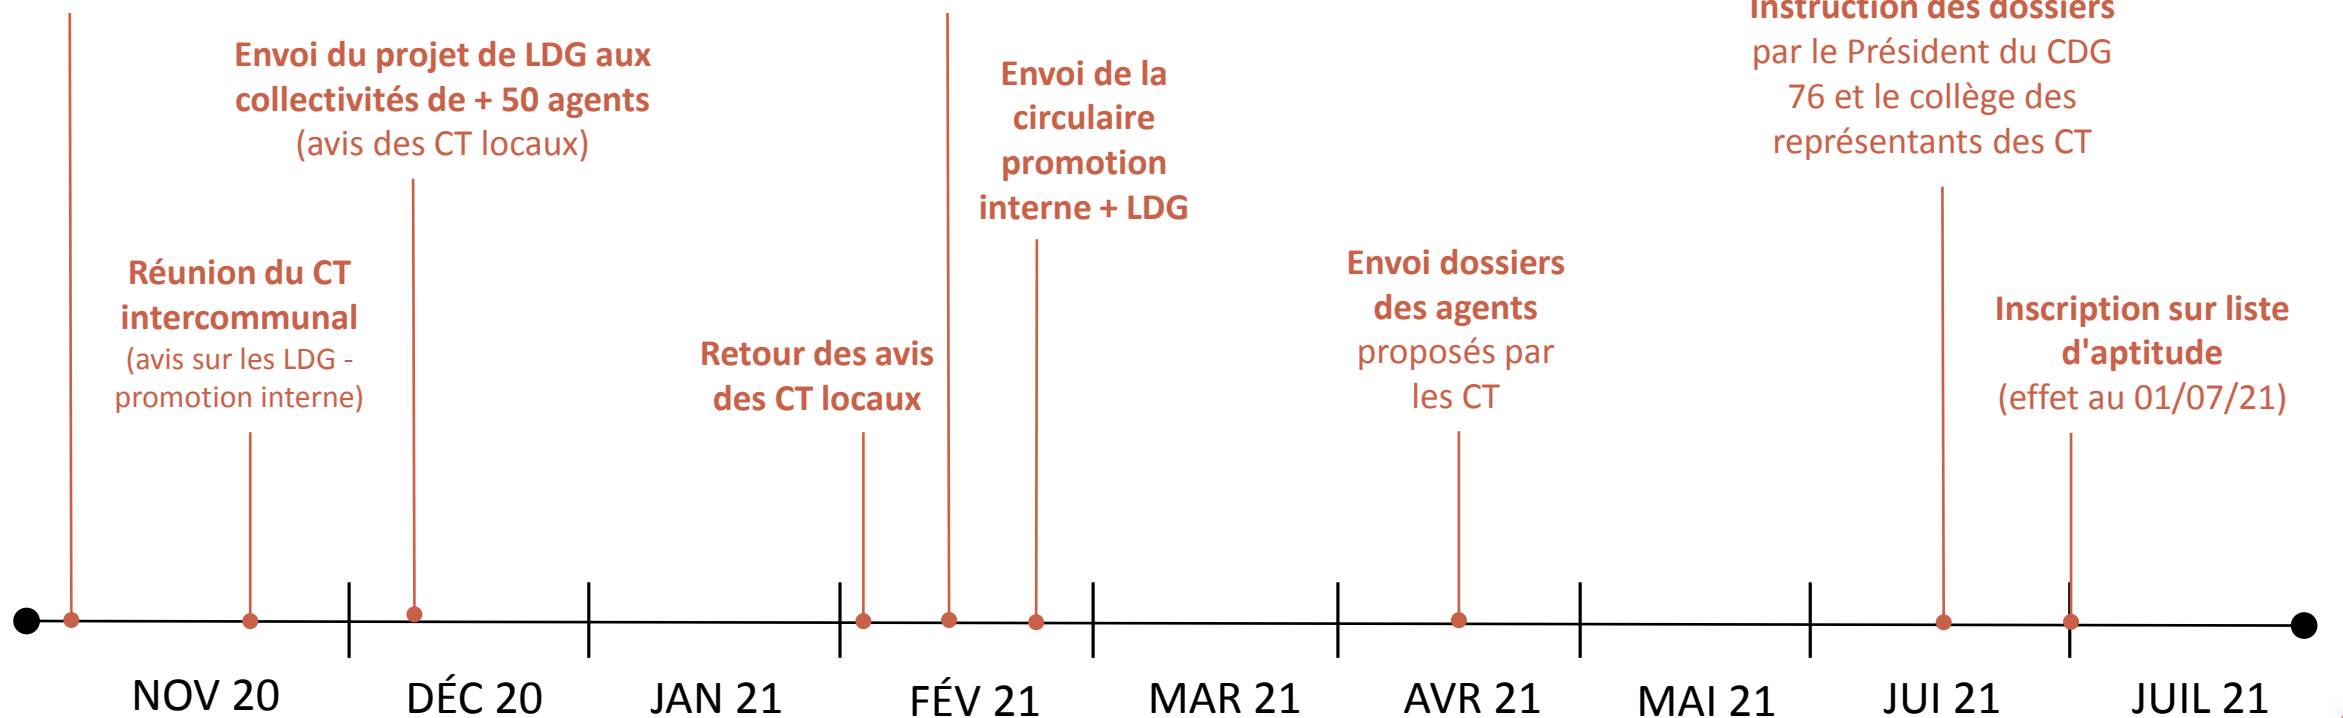 Instruction des dossiers
par le Président du CDG
76 et le collège des
représentants des CT
Envoi du projet de LDG aux
collectivités de + 50 agents
(avis des CT locaux)
Envoi de la
circulaire
promotion
interne + LDG
Réunion du CT
intercommunal
(avis sur les LDG -
promotion interne)
Envoi dossiers
des agents
proposés par
les CT
Retour des avis
des CT locaux
Inscription sur liste
d'aptitude
(effet au 01/07/21)
NOV 20
DÉC 20
JAN 21
FÉV 21
MAR 21
AVR 21
MAI 21
JUI 21
JUIL 21